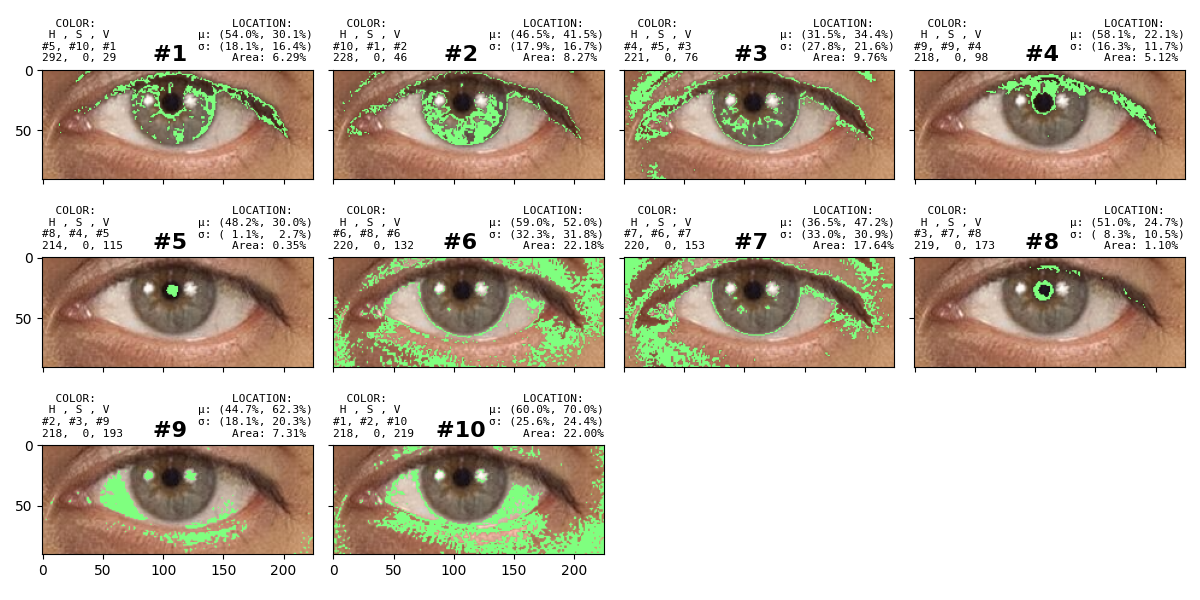 COLOR: LOCATION:
H , S , V μ: (54.0%, 30.1%)
#5, #10, #1 σ: (18.1%, 16.4%)
292, 0, 29 #1 Area: 6.29%
COLOR: LOCATION:
H , S , V μ: (46.5%, 41.5%)
#10, #1, #2 σ: (17.9%, 16.7%)
228, 0, 46 #2 Area: 8.27%
COLOR: LOCATION:
H , S , V μ: (31.5%, 34.4%)
#4, #5, #3 σ: (27.8%, 21.6%)
221, 0, 76 #3 Area: 9.76%
COLOR: LOCATION:
H , S , V μ: (58.1%, 22.1%)
#9, #9, #4 σ: (16.3%, 11.7%)
218, 0, 98 #4 Area: 5.12%
0
50
COLOR: LOCATION:
H , S , V μ: (48.2%, 30.0%)
#8, #4, #5 σ: ( 1.1%, 2.7%)
214, 0, 115 #5 Area: 0.35%
COLOR: LOCATION:
H , S , V μ: (59.0%, 52.0%)
#6, #8, #6 σ: (32.3%, 31.8%)
220, 0, 132 #6 Area: 22.18%
COLOR: LOCATION:
H , S , V μ: (36.5%, 47.2%)
#7, #6, #7 σ: (33.0%, 30.9%)
220, 0, 153 #7 Area: 17.64%
COLOR: LOCATION:
H , S , V μ: (51.0%, 24.7%)
#3, #7, #8 σ: ( 8.3%, 10.5%)
219, 0, 173 #8 Area: 1.10%
0
50
COLOR: LOCATION:
H , S , V μ: (44.7%, 62.3%)
#2, #3, #9 σ: (18.1%, 20.3%)
218, 0, 193 #9 Area: 7.31%
COLOR: LOCATION:
H , S , V μ: (60.0%, 70.0%)
#1, #2, #10 σ: (25.6%, 24.4%)
218, 0, 219 #10 Area: 22.00%
0
50
0 50 100 150 200
0 50 100 150 200